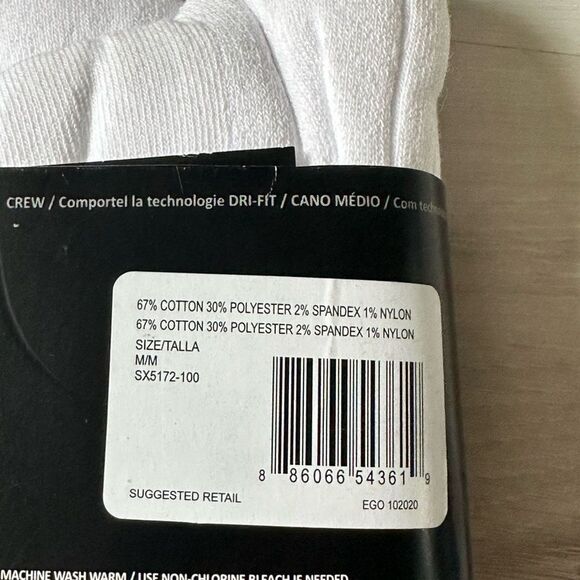 CREW / Comportel la technologie DRI-FIT / CANO MÉDIO / Com
67% COTTON 30% POLYESTER 2% SPANDEX 1% NYLON
67% COTTON 30% POLYESTER 2% SPANDEX 1% NYLON
SIZE/TALLA
M/M
SX5172-100
8 86066 54361 9
SUGGESTED RETAIL
EGO 102020
MACHINE WASH WARM / USE NON-CHLORINE BLEACH IF NEEDED